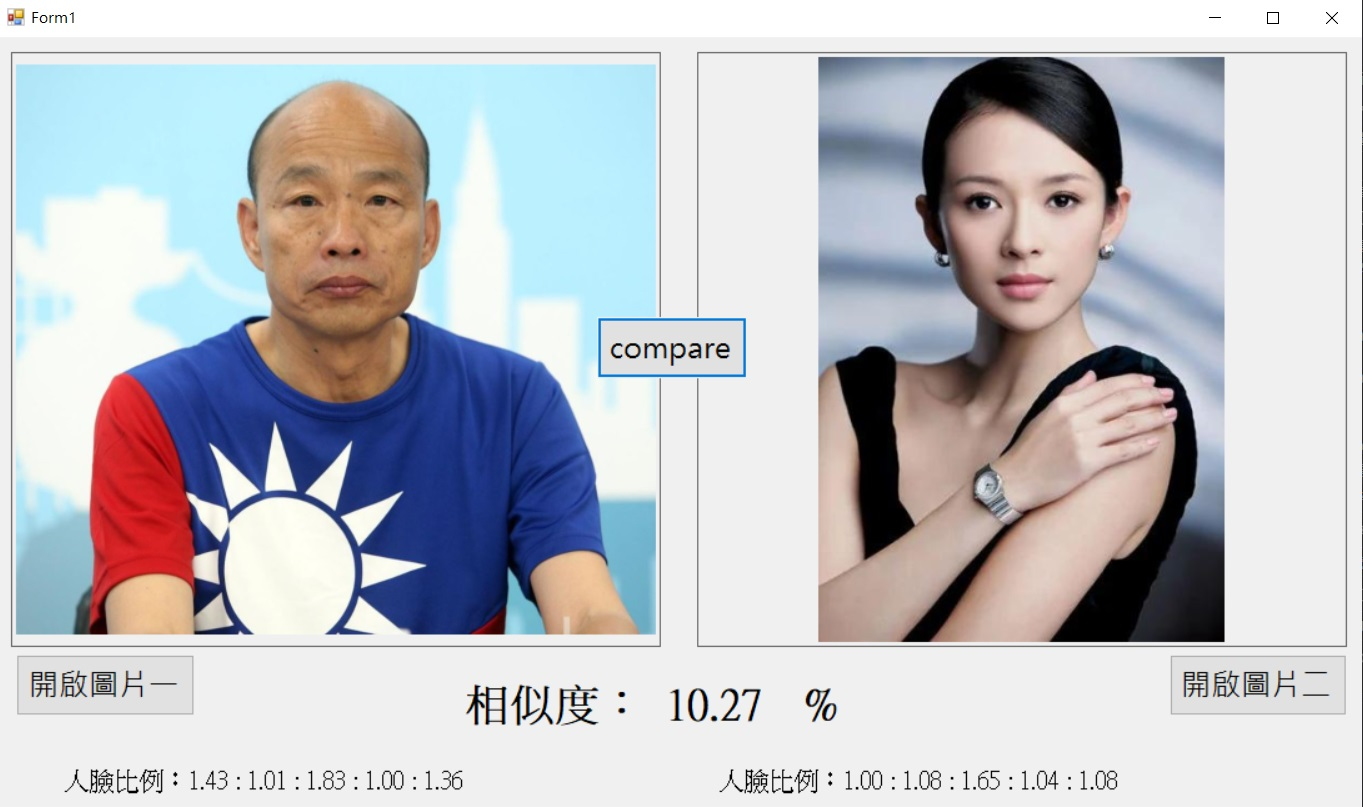 Form1
compare
開啟圖片一
開啟圖片二
相似度： 10.27 %
人臉比例：1.43 : 1.01 : 1.83 : 1.00 : 1.36
人臉比例：1.00 : 1.08 : 1.65 : 1.04 : 1.08